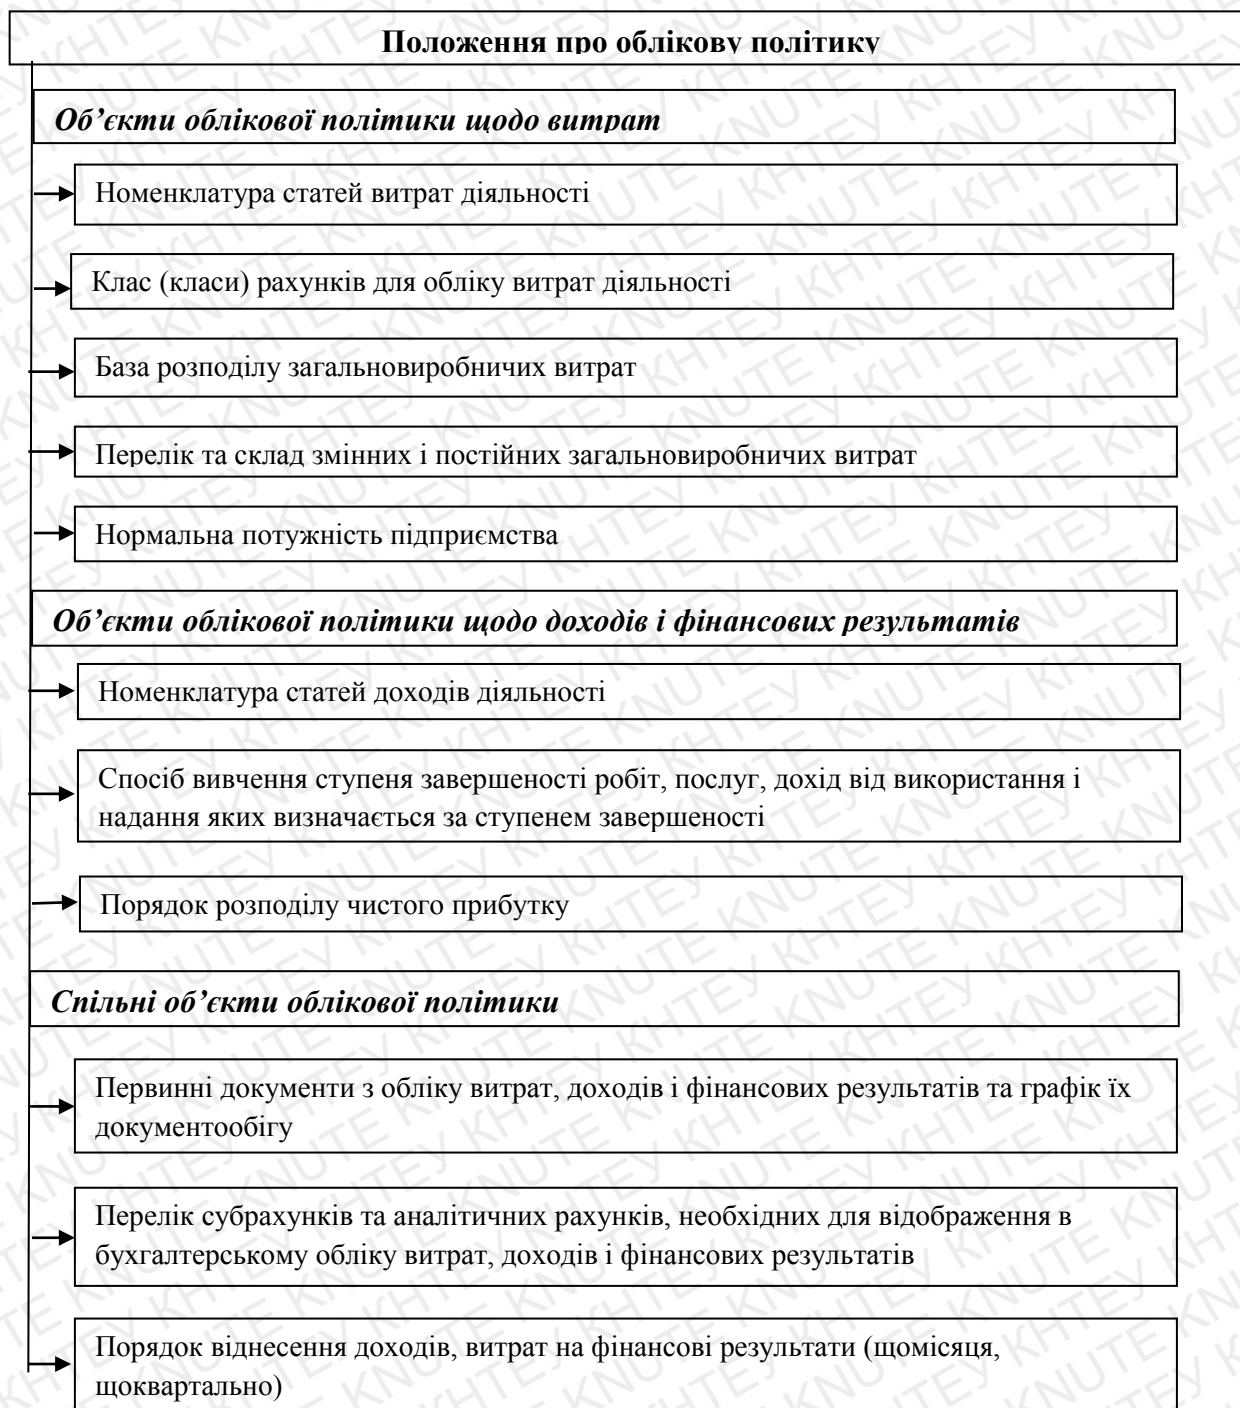 Положення про облікову політику
Об’єкти облікової політики щодо витрат
Номенклатура статей витрат діяльності
Клас (класи) рахунків для обліку витрат діяльності
База розподілу загальновиробничих витрат
Перелік та склад змінних і постійних загальновиробничих витрат
Нормальна потужність підприємства
Об’єкти облікової політики щодо доходів і фінансових результатів
Номенклатура статей доходів діяльності
Спосіб вивчення ступеня завершеності робіт, послуг, дохід від використання і
надання яких визначається за ступенем завершеності
Порядок розподілу чистого прибутку
Спільні об’єкти облікової політики
Первинні документи з обліку витрат, доходів і фінансових результатів та графік їх
документообігу
Перелік субрахунків та аналітичних рахунків, необхідних для відображення в
бухгалтерському обліку витрат, доходів і фінансових результатів
Порядок віднесення доходів, витрат на фінансові результати (щомісяця,
щоквартально)